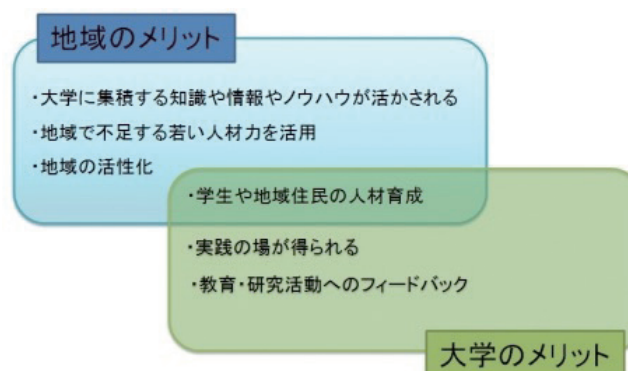 地域のメリット
・大学に集積する知識や情報やノウハウが活かされる
・地域で不足する若い人材力を活用
・地域の活性化
・学生や地域住民の人材育成
・実践の場が得られる
・教育・研究活動へのフィードバック
大学のメリット